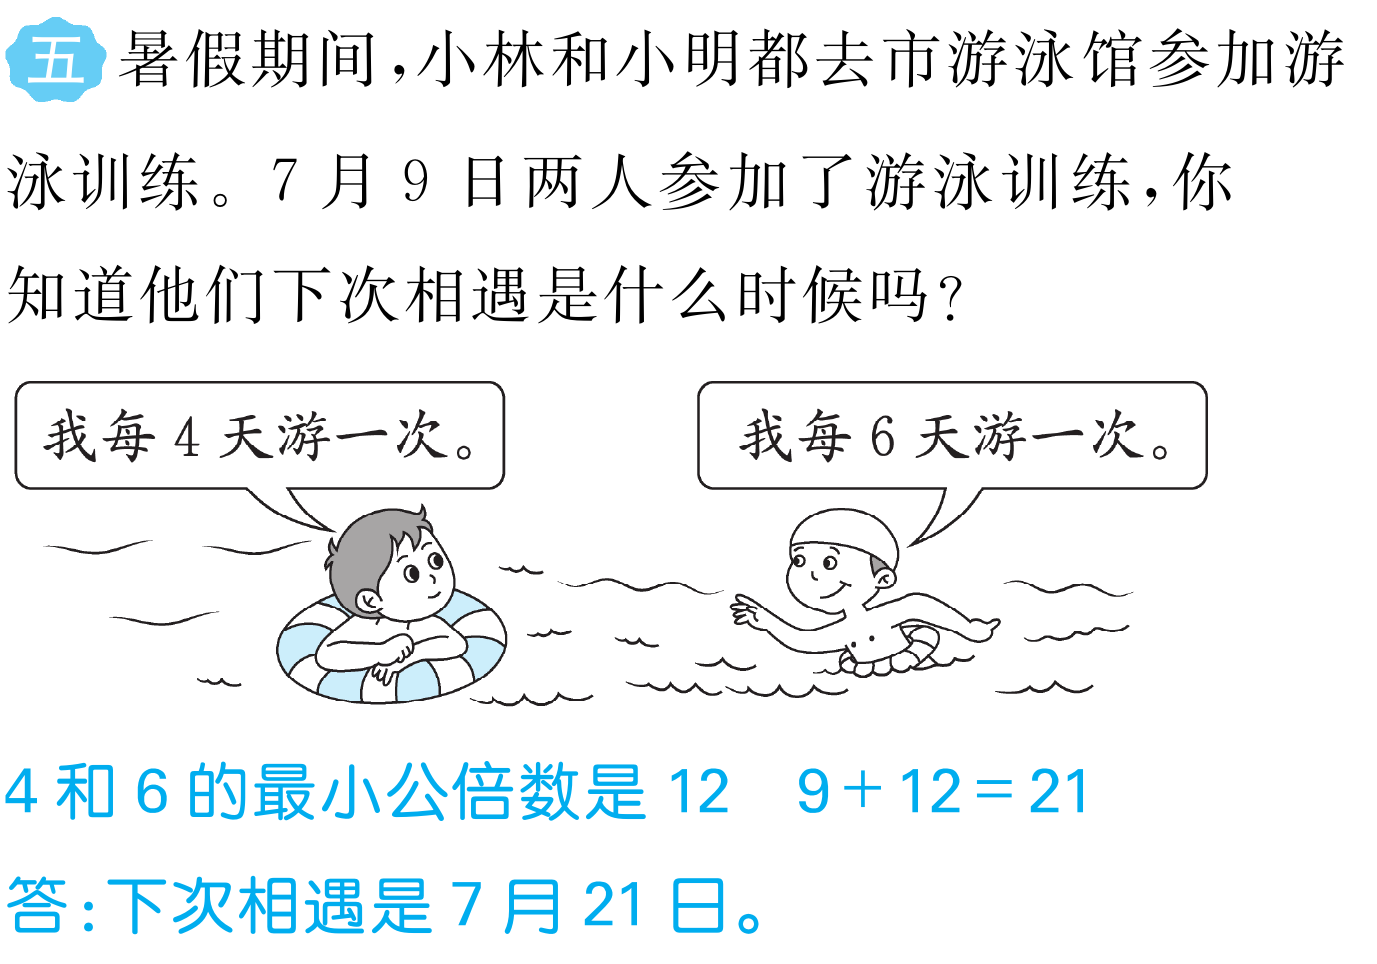 五 暑假期间,小林和小明都去市游泳馆参加游
泳训练。7 月 9 日两人参加了游泳训练,你
知道他们下次相遇是什么时候吗?
我每 4 天游一次。
我每 6 天游一次。
4 和 6 的最小公倍数是 12 9+12=21
答:下次相遇是 7 月 21 日。